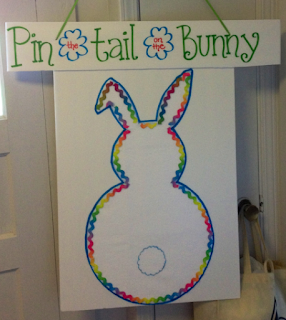 Pin the tail on the Bunny